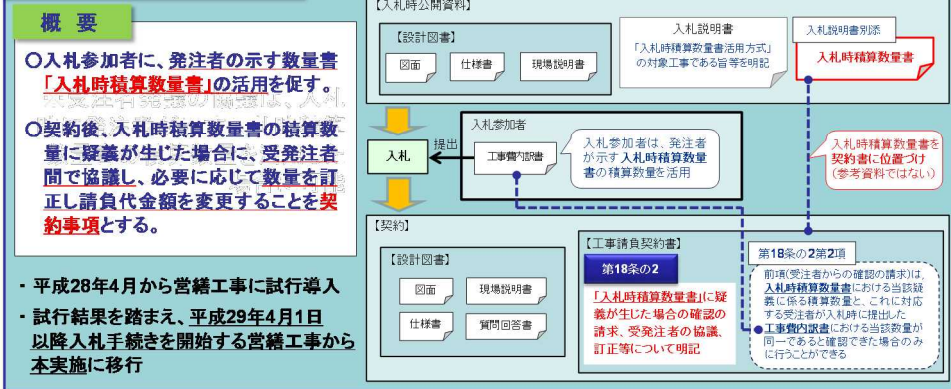 概 要
〇入札参加者に、発注者の示す数量書
「入札時積算数量書」の活用を促す。
〇契約後、入札時積算数量書の積算数
量に疑義が生じた場合に、受発注者
間で協議し、必要に応じて数量を訂
正し請負代金額を変更することを契
約事項とする。
・平成28年4月から営繕工事に試行導入
・試行結果を踏まえ、平成29年4月1日
以降入札手続きを開始する営繕工事から
本実施に移行
【入札時公開資料】
【設計図書】
図面
仕様書
現場説明書
入札説明書
「入札時積算数量書活用方式」
の対象工事である旨等を明記
入札説明書別添
入札時積算数量書
入札
提出
入札参加者
工事費内訳書
入札参加者は、発注者
が示す入札時積算数量
書の積算数量を活用
入札時積算数量書を
契約書に位置づけ
(参考資料ではない)
【契約】
【設計図書】
図面
現場説明書
仕様書
質問回答書
【工事請負契約書】
第18条の2
「入札時積算数量書」に疑
義が生じた場合の確認の
請求、受発注者の協議、
訂正等について明記
第18条の2第2項
前項(受注者からの確認の請求)は、
入札時積算数量書における当該疑
義に係る積算数量と、これに対応
する受注者が入札時に提出した
工事費内訳書における当該数量が
同一であると確認できた場合のみ
に行うことができる